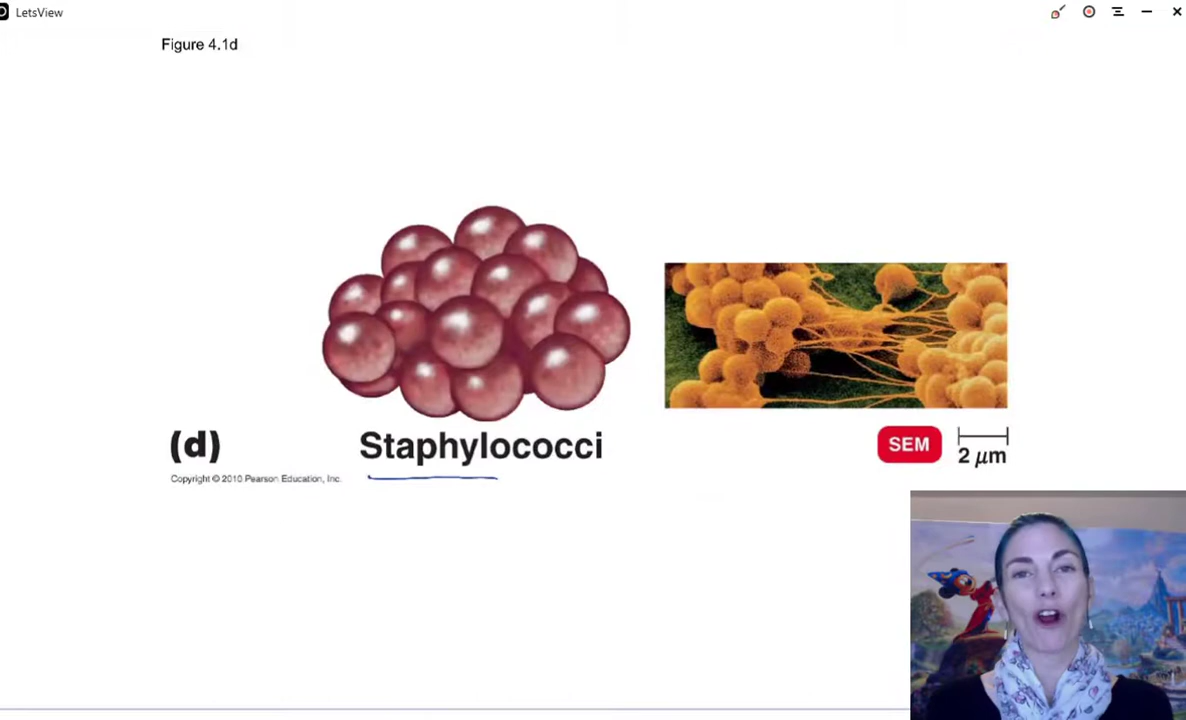 LetsView
Figure 4.1d
(d)
Staphylococci
SEM
2 μm
Copyright © 2010 Pearson Education, Inc.